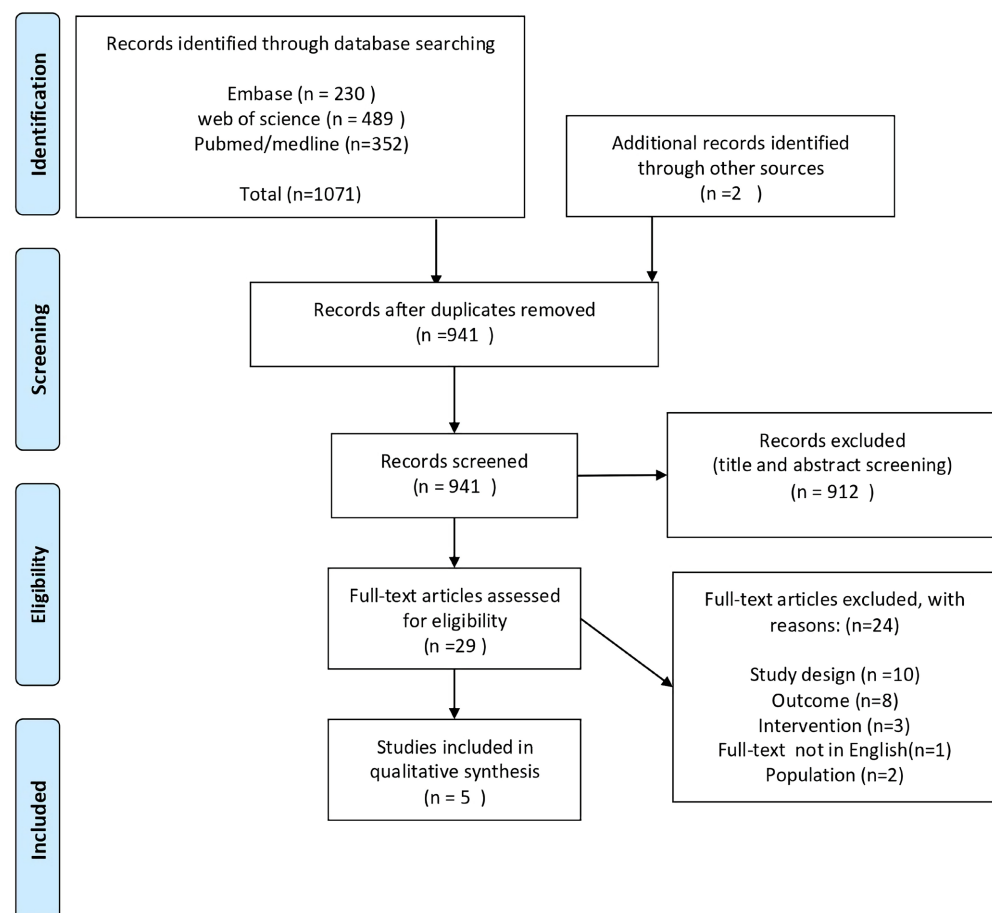 Identification
Records identified through database searching
Embase (n = 230 )
web of science (n = 489 )
Pubmed/medline (n=352)
Total (n=1071)
Additional records identified
through other sources
(n =2 )
Screening
Records after duplicates removed
(n =941 )
Records screened
(n = 941 )
Records excluded
(title and abstract screening)
(n = 912 )
Eligibility
Full-text articles assessed
for eligibility
(n =29 )
Full-text articles excluded, with
reasons: (n=24)
Study design (n =10)
Outcome (n=8)
Intervention (n=3)
Full-text not in English(n=1)
Population (n=2)
Included
Studies included in
qualitative synthesis
(n = 5 )